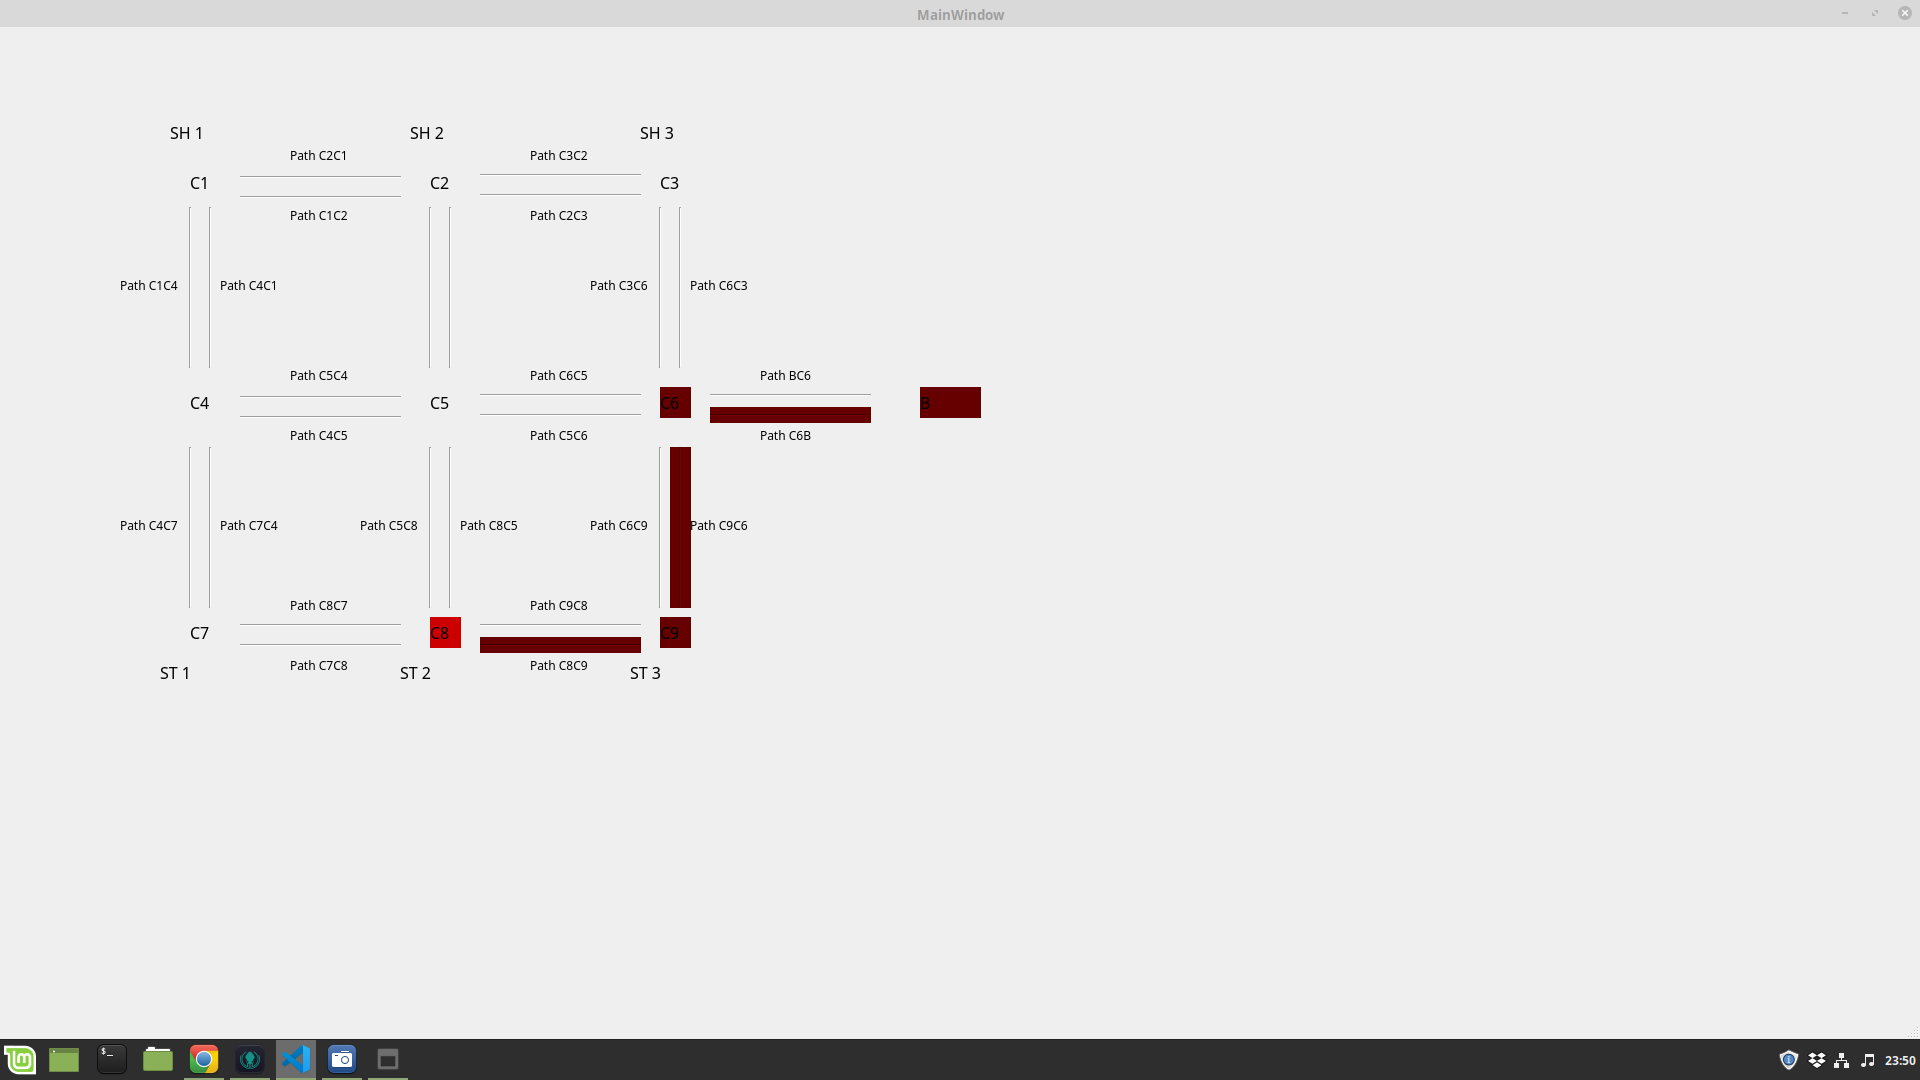 MainWindow
SH 1
SH 2
SH 3
Path C2C1
Path C3C2
C1
C2
C3
Path C1C2
Path C2C3
Path C1C4
Path C4C1
Path C3C6
Path C6C3
Path C5C4
Path C6C5
Path BC6
C4
C5
C6
B
Path C4C5
Path C5C6
Path C6B
Path C4C7
Path C7C4
Path C5C8
Path C8C5
Path C6C9
Path C9C6
Path C8C7
Path C9C8
C7
C8
C9
Path C7C8
Path C8C9
ST 1
ST 2
ST 3
$_
23:50